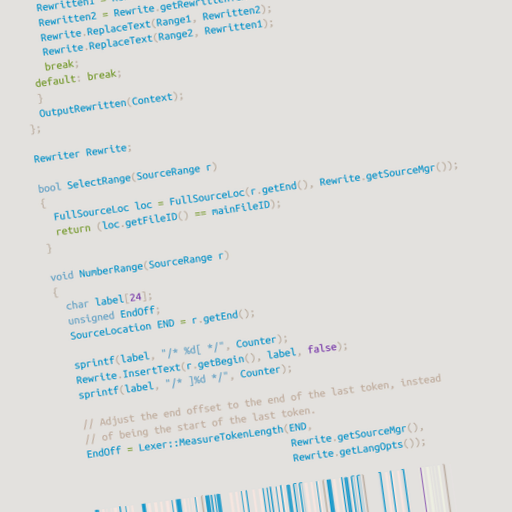 Rewritten2 = Rewrite.
Rewrite.ReplaceText(Range1, Rewritten2);
Rewrite.ReplaceText(Range2, Rewritten1);
break;
default: break;
}
OutputRewritten(Context);
};
Rewriter Rewrite;
bool SelectRange(SourceRange r)
{
FullSourceLoc loc = FullSourceLoc(r.getEnd(), Rewrite.getSourceMgr());
return (loc.getFileID() == mainFileID);
}
void NumberRange(SourceRange r)
{
char label[24];
unsigned EndOff;
SourceLocation END = r.getEnd();
sprintf(label, "/* %d[ */", Counter);
Rewrite.InsertText(r.getBegin(), label, false);
sprintf(label, "/* ]%d */", Counter);
// Adjust the end offset to the end of the last token, instead
// of being the start of the last token.
EndOff = Lexer::MeasureTokenLength(END,
Rewrite.getSourceMgr(),
Rewrite.getLangOpts());